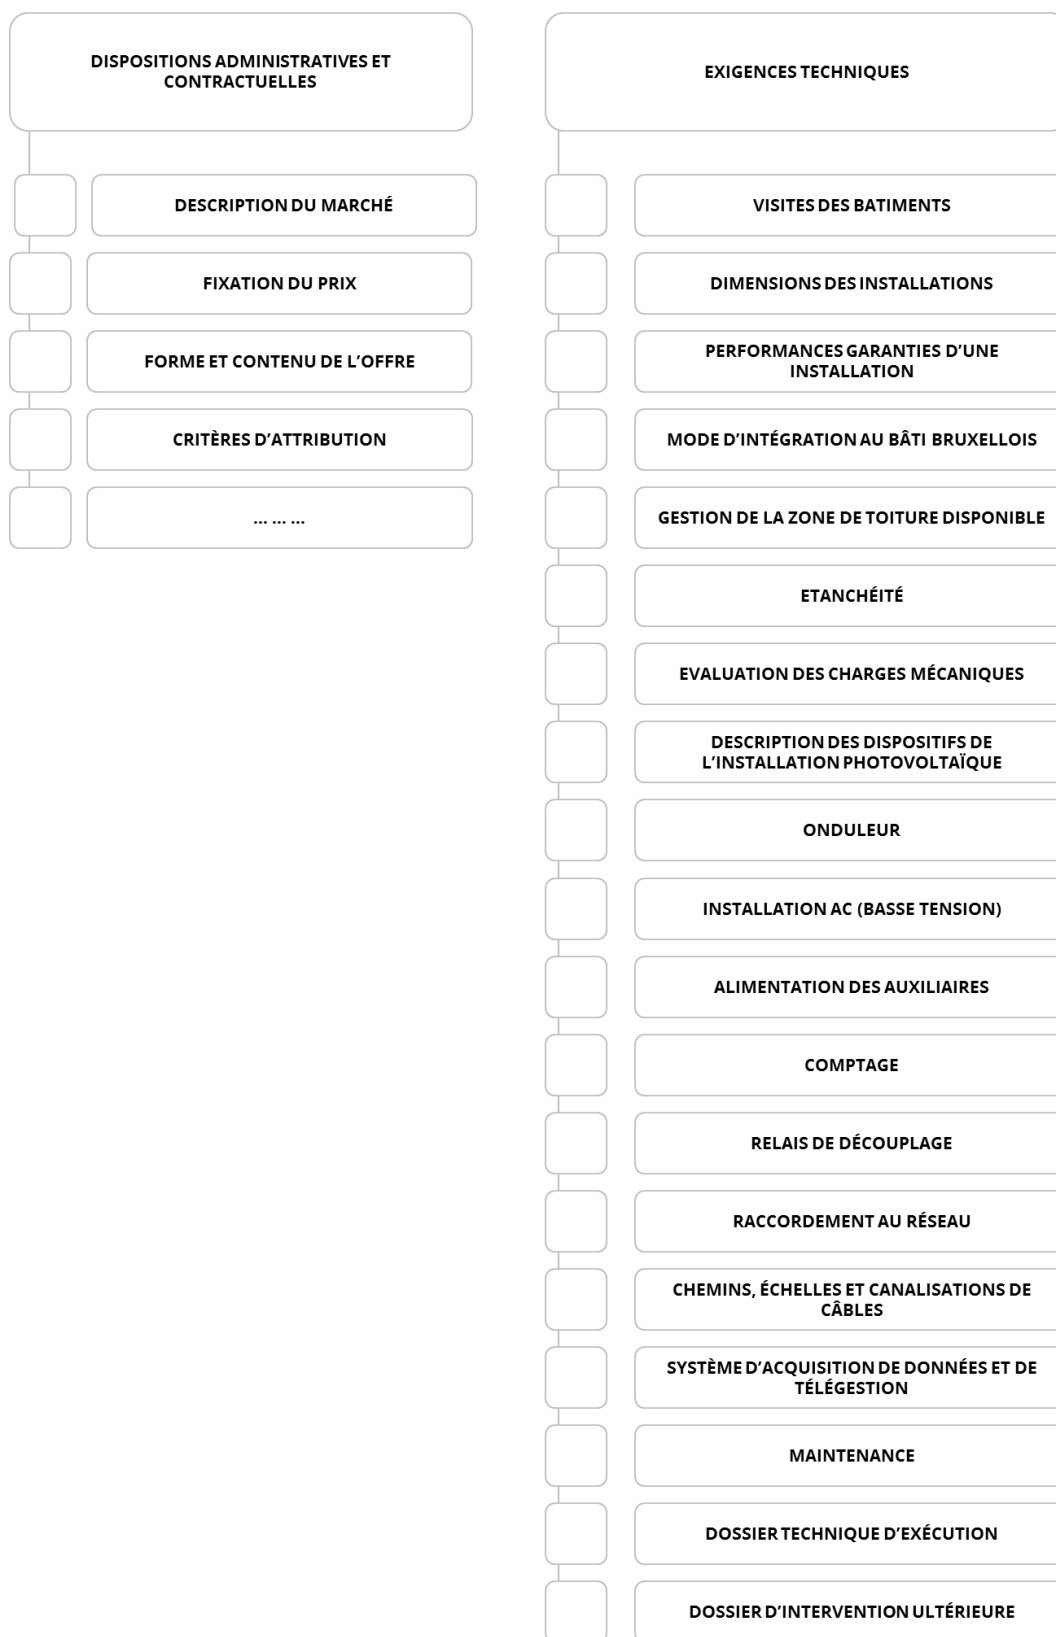 DISPOSITIONS ADMINISTRATIVES ET
CONTRACTUELLES
DESCRIPTION DU MARCHÉ
FIXATION DU PRIX
FORME ET CONTENU DE L’OFFRE
CRITÈRES D’ATTRIBUTION
... ... ...
EXIGENCES TECHNIQUES
VISITES DES BATIMENTS
DIMENSIONS DES INSTALLATIONS
PERFORMANCES GARANTIES D’UNE
INSTALLATION
MODE D’INTÉGRATION AU BÂTI BRUXELLOIS
GESTION DE LA ZONE DE TOITURE DISPONIBLE
ETANCHÉITÉ
EVALUATION DES CHARGES MÉCANIQUES
DESCRIPTION DES DISPOSITIFS DE
L’INSTALLATION PHOTOVOLTAÏQUE
ONDULEUR
INSTALLATION AC (BASSE TENSION)
ALIMENTATION DES AUXILIAIRES
COMPTAGE
RELAIS DE DÉCOUPLAGE
RACCORDEMENT AU RÉSEAU
CHEMINS, ÉCHELLES ET CANALISATIONS DE
CÂBLES
SYSTÈME D’ACQUISITION DE DONNÉES ET DE
TÉLÉGESTION
MAINTENANCE
DOSSIER TECHNIQUE D’EXÉCUTION
DOSSIER D’INTERVENTION ULTÉRIEURE